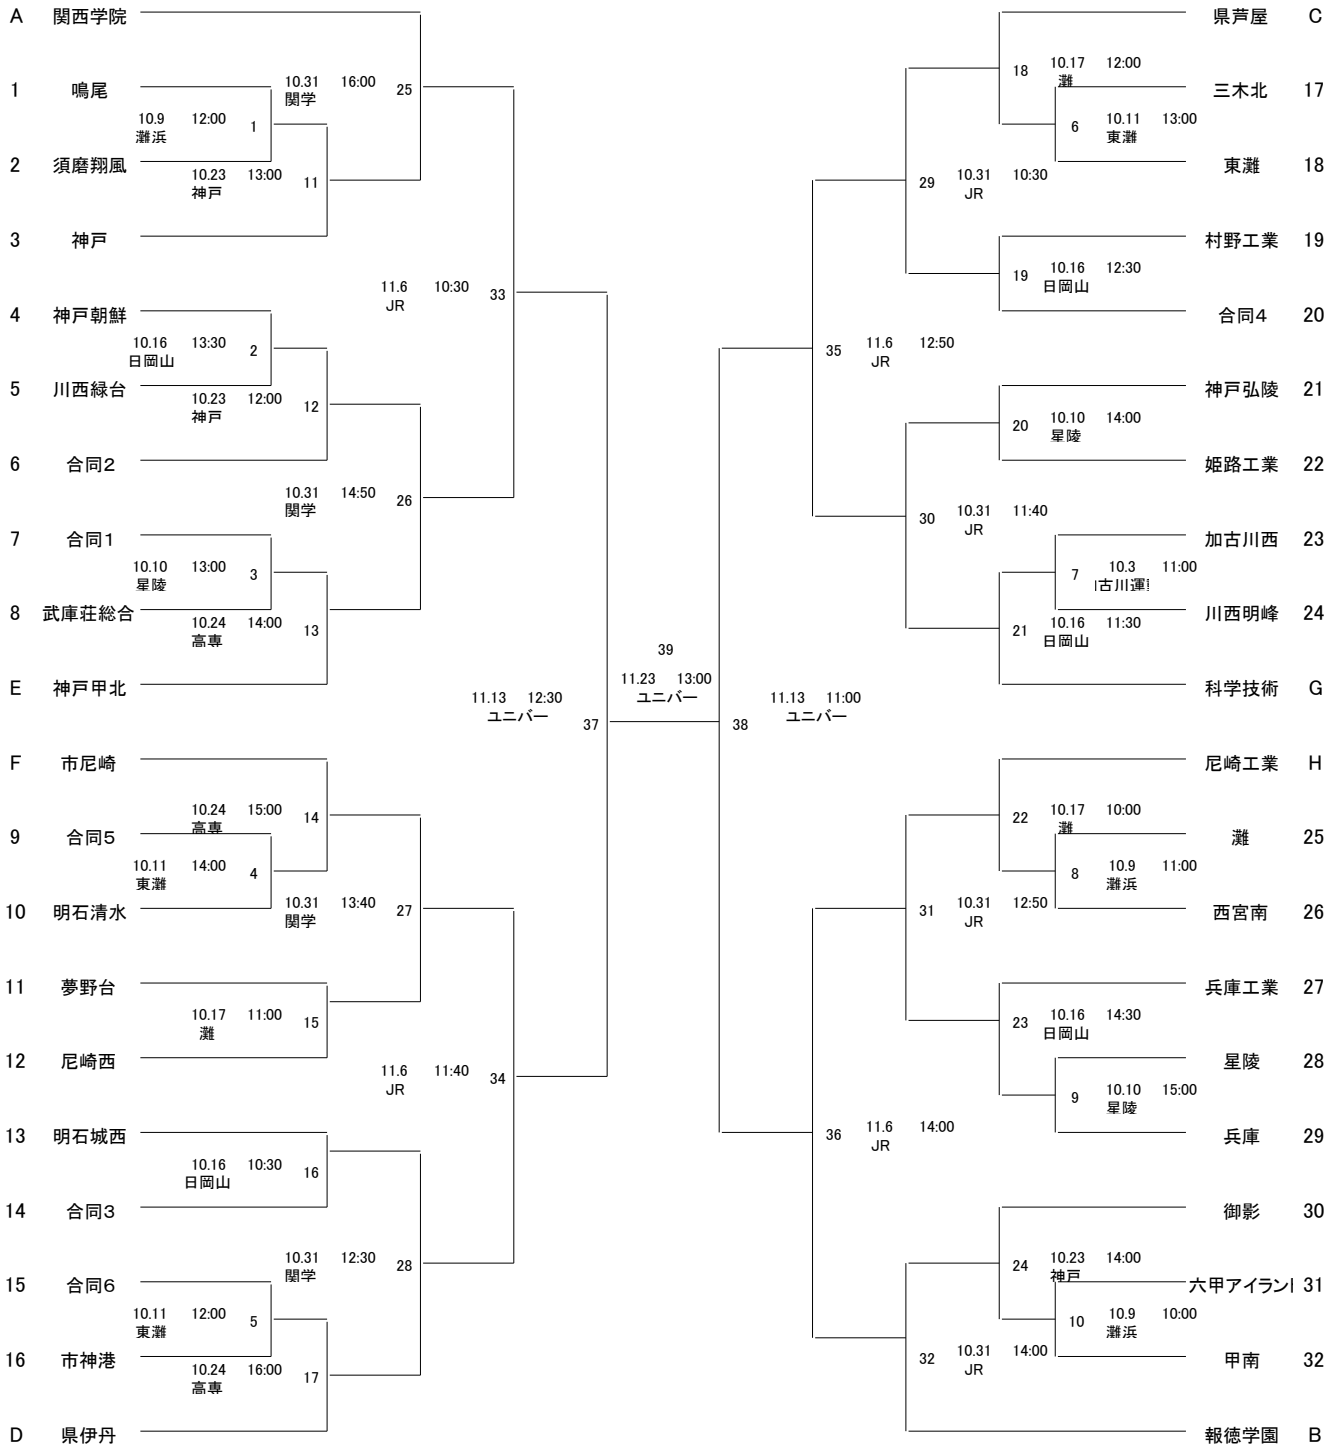 A 関西学院
1 鳴尾
10.31 16:00 25
関学
10.9 12:00 1
灘浜
2 須磨翔風
10.23 13:00 11
神戸
3 神戸
11.6 10:30 33
JR
4 神戸朝鮮
10.16 13:30 2
日岡山
5 川西緑台
10.23 12:00 12
神戸
6 合同2
10.31 14:50 26
関学
7 合同1
10.10 13:00 3
星陵
8 武庫荘総合
10.24 14:00 13
高専
E 神戸甲北
11.13 12:30 37
ユニバー
F 市尼崎
10.24 15:00 14
高専
9 合同5
10.11 14:00 4
東灘
10 明石清水
10.31 13:40 27
関学
11 夢野台
10.17 11:00 15
灘
12 尼崎西
11.6 11:40 34
JR
13 明石城西
10.16 10:30 16
日岡山
14 合同3
10.31 12:30 28
関学
15 合同6
10.11 12:00 5
東灘
16 市神港
10.24 16:00 17
高専
D 県伊丹
39
11.23 13:00
ユニバー
県芦屋 C
18 10.17 12:00
灘
三木北 17
6 10.11 13:00
東灘
東灘 18
29 10.31 10:30
JR
村野工業 19
19 10.16 12:30
日岡山
合同4 20
35 11.6 12:50
JR
神戸弘陵 21
20 10.10 14:00
星陵
姫路工業 22
30 10.31 11:40
JR
加古川西 23
7 10.3 11:00
古川運
川西明峰 24
21 10.16 11:30
日岡山
科学技術 G
38 11.13 11:00
ユニバー
尼崎工業 H
22 10.17 10:00
灘
灘 25
8 10.9 11:00
灘浜
西宮南 26
31 10.31 12:50
JR
兵庫工業 27
23 10.16 14:30
日岡山
星陵 28
9 10.10 15:00
星陵
兵庫 29
36 11.6 14:00
JR
御影 30
24 10.23 14:00
神戸
六甲アイラン 31
10 10.9 10:00
灘浜
甲南 32
32 10.31 14:00
JR
報徳学園 B